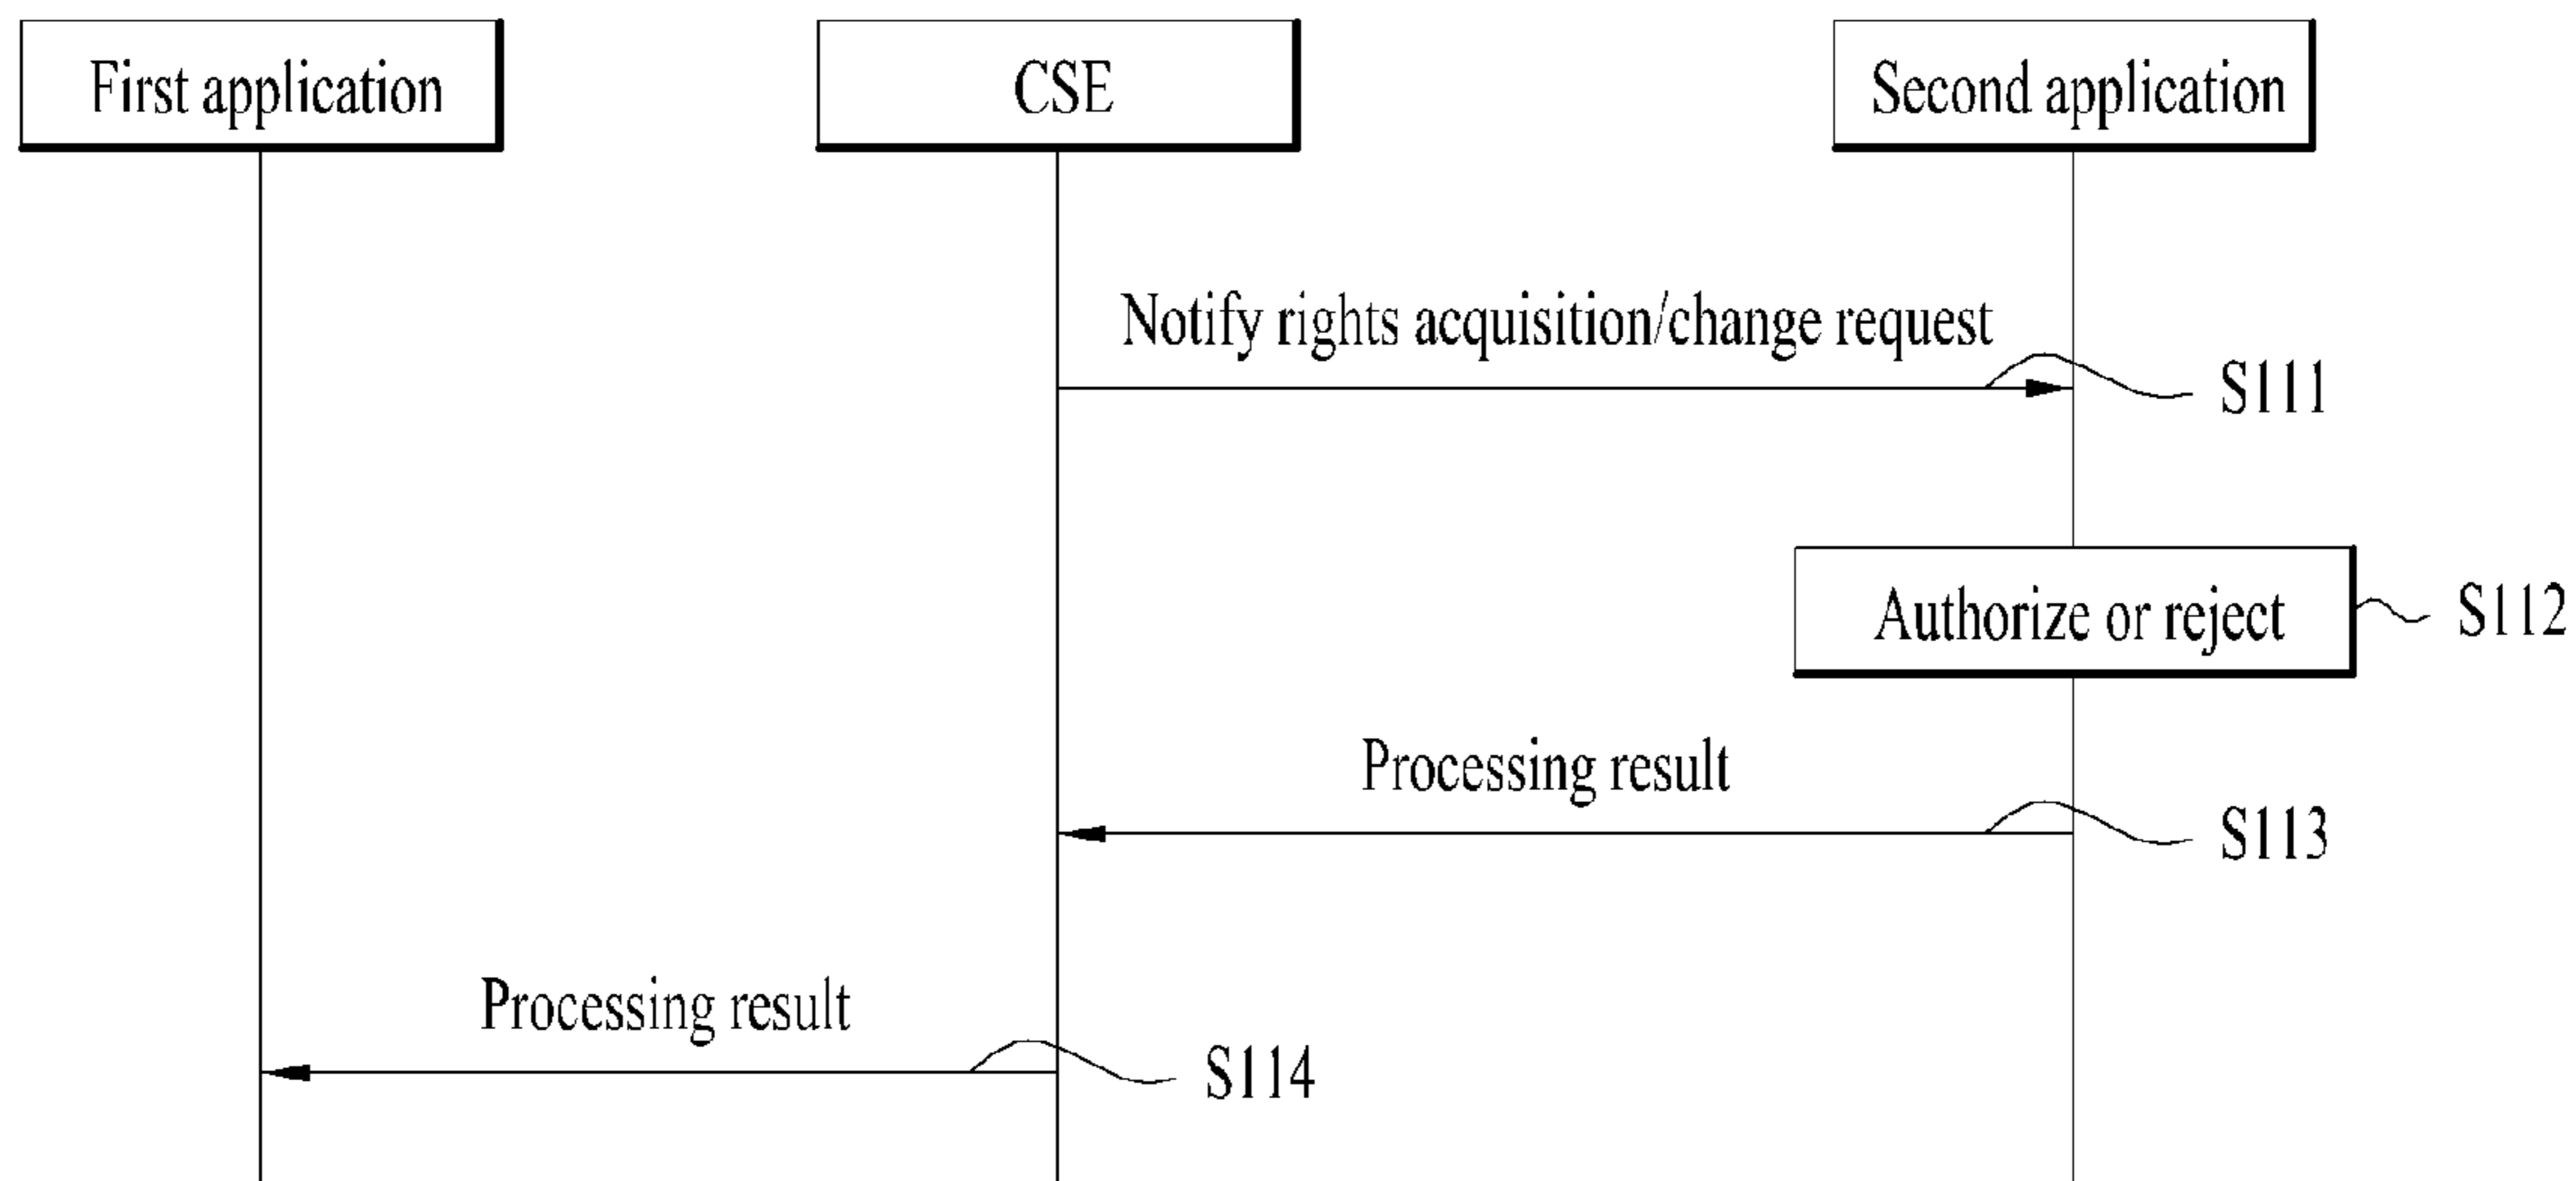 First application
CSE
Second application
Notify rights acquisition/change request
S111
Authorize or reject
S112
Processing result
S113
Processing result
S114